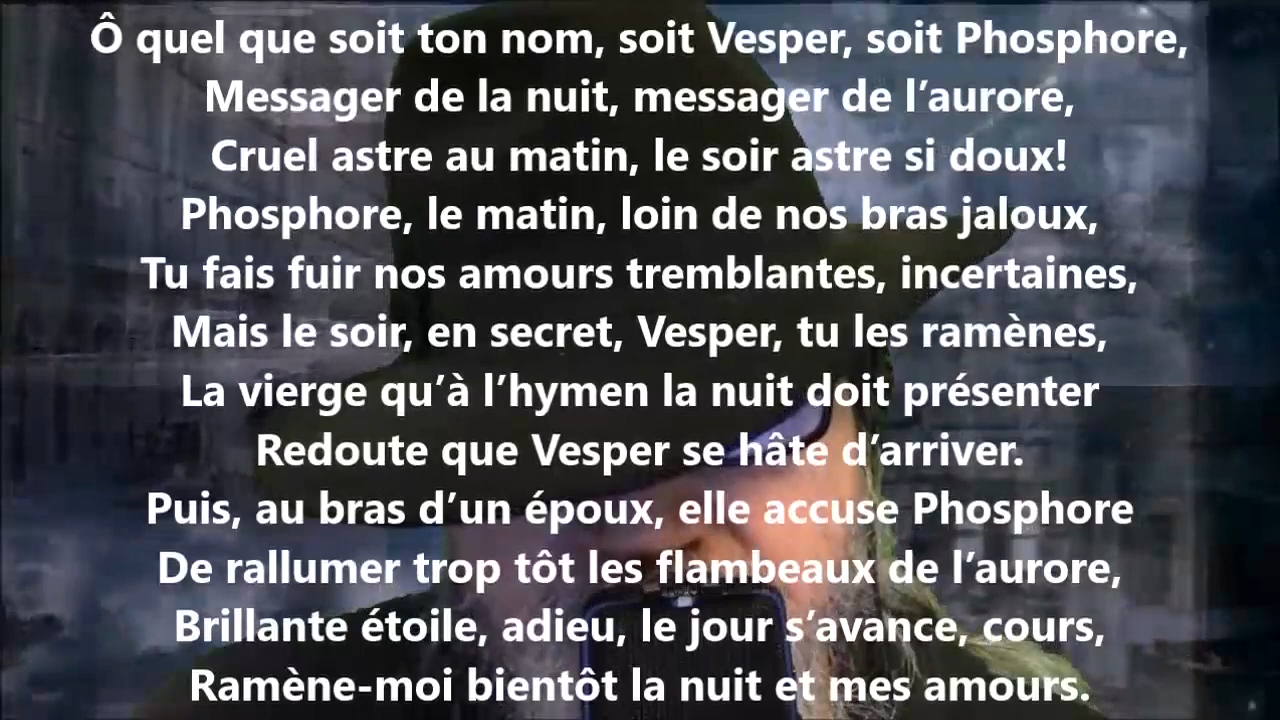 Ô quel que soit ton nom, soit Vesper, soit Phosphore,
Messager de la nuit, messager de l’aurore,
Cruel astre au matin, le soir astre si doux!
Phosphore, le matin, loin de nos bras jaloux,
Tu fais fuir nos amours tremblantes, incertaines,
Mais le soir, en secret, Vesper, tu les ramènes,
La vierge qu’à l’hymen la nuit doit présenter
Redoute que Vesper se hâte d’arriver.
Puis, au bras d’un époux, elle accuse Phosphore
De rallumer trop tôt les flambeaux de l’aurore,
Brillante étoile, adieu, le jour s’avance, cours,
Ramène-moi bientôt la nuit et mes amours.